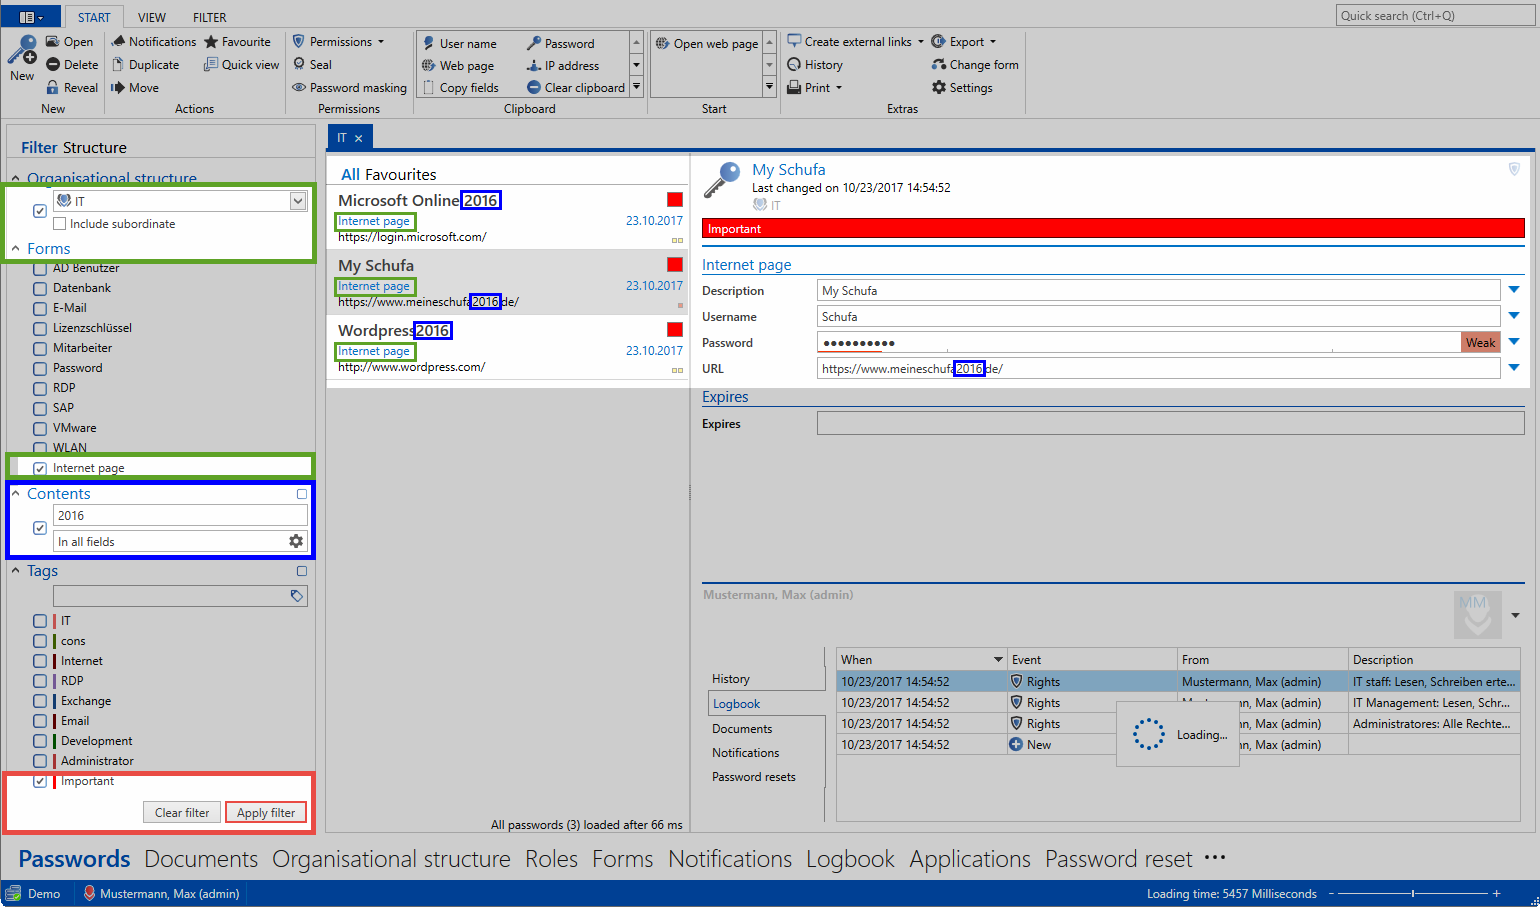 START VIEW FILTER Quick search (Ctrl+Q)
Open Notifications Favourite Permissions User name Password Open web page Create external links Export
New Delete Duplicate Quick view Seal Web page IP address History Change form
Reveal Move Password masking Copy fields Clear clipboard Print Settings
New Actions Permissions Clipboard Start Extras
Filter Structure
Organisational structure
IT
Include subordinate
Forms
AD Benutzer
Datenbank
E-Mail
Lizenzschlüssel
Mitarbeiter
Password
RDP
SAP
VMware
WLAN
Internet page
Contents
2016
In all fields
Tags
IT
cons
Internet
RDP
Exchange
Email
Development
Administrator
Important
Clear filter Apply filter
IT
All Favourites
Microsoft Online 2016
Internet page 23.10.2017
https://login.microsoft.com/
My Schufa
Internet page 23.10.2017
https://www.meineschufa2016.de/
Wordpress2016
Internet page 23.10.2017
http://www.wordpress.com/
All passwords (3) loaded after 66 ms
My Schufa
Last changed on 10/23/2017 14:54:52
IT
Important
Internet page
Description My Schufa
Username Schufa
Password ●●●●●●●●●● Weak
URL https://www.meineschufa2016.de/
Expires
Expires
Mustermann, Max (admin)
MM
History
Logbook
Documents
Notifications
Password resets
When Event From Description
10/23/2017 14:54:52 Rights Mustermann, Max (admin) IT staff: Lesen, Schreiben erte...
10/23/2017 14:54:52 Rights nn, Max (admin) IT Management: Lesen, Schr...
10/23/2017 14:54:52 Rights nn, Max (admin) Administratores: Alle Rechte...
10/23/2017 14:54:52 New nn, Max (admin)
Loading...
Passwords Documents Organisational structure Roles Forms Notifications Logbook Applications Password reset ···
Demo Mustermann, Max (admin) Loading time: 5457 Milliseconds - +